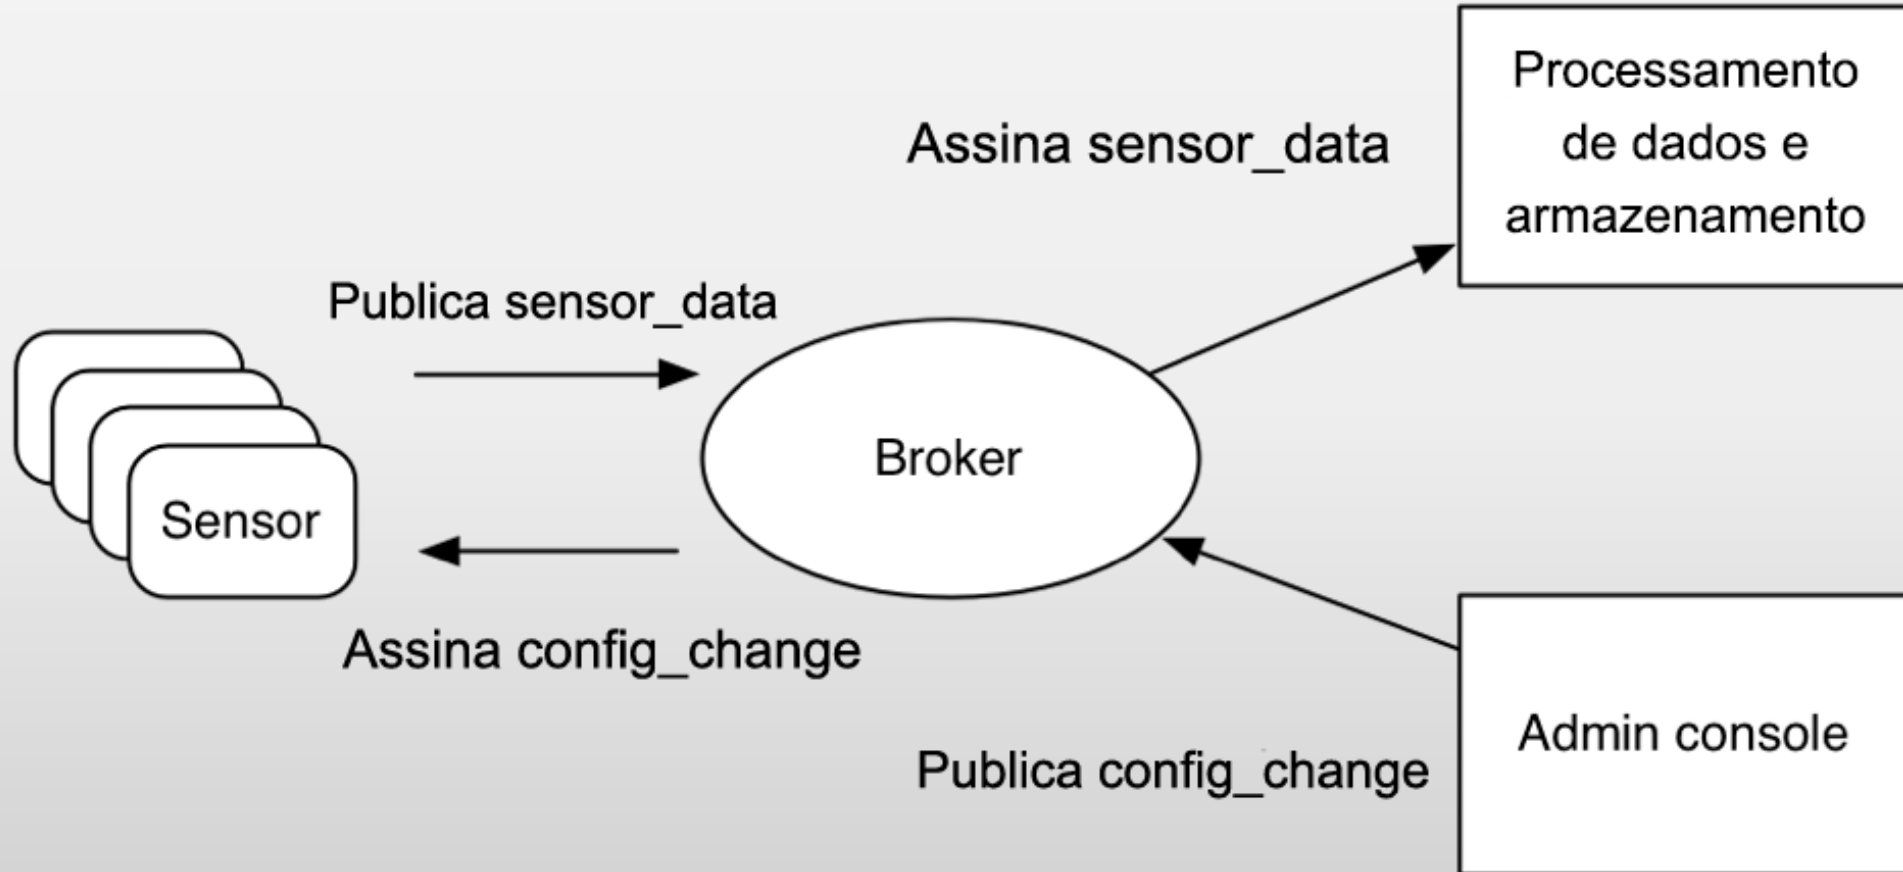 Processamento
de dados e
armazenamento
Assina sensor_data
Publica sensor_data
Broker
Sensor
Assina config_change
Admin console
Publica config_change